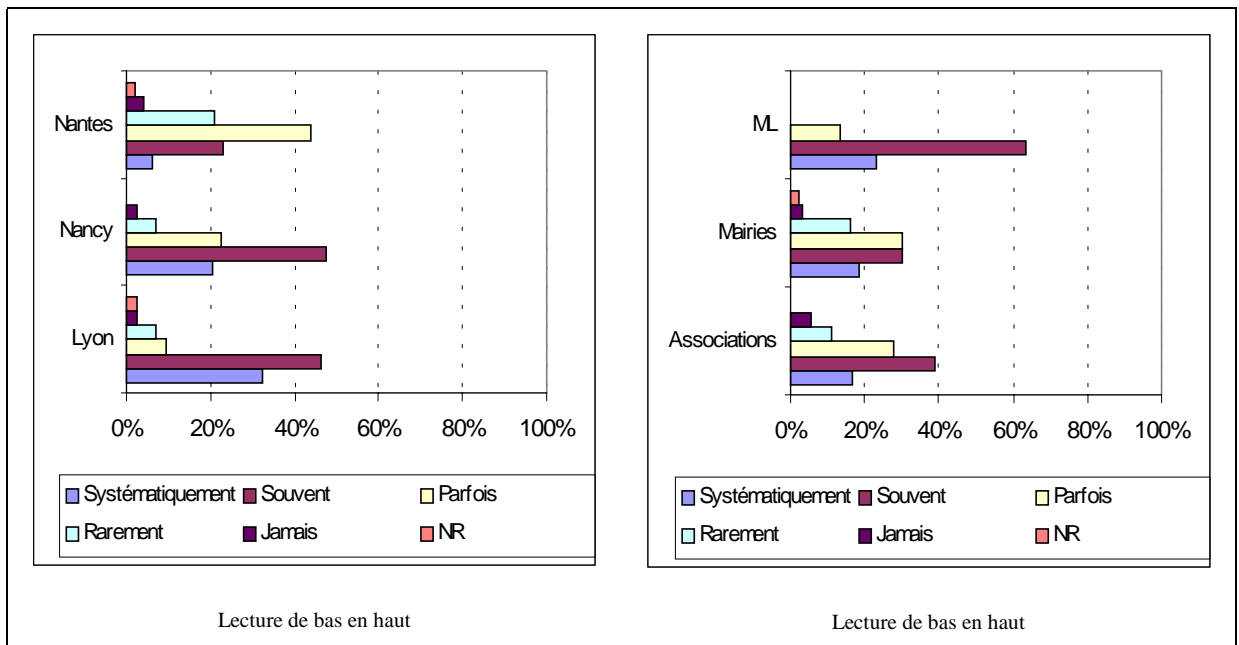 Nantes
Nancy
Lyon
0% 20% 40% 60% 80% 100%
Systématiquement Souvent Parfois
Rarement Jamais NR
Lecture de bas en haut
ML
Mairies
Associations
0% 20% 40% 60% 80% 100%
Systématiquement Souvent Parfois
Rarement Jamais NR
Lecture de bas en haut